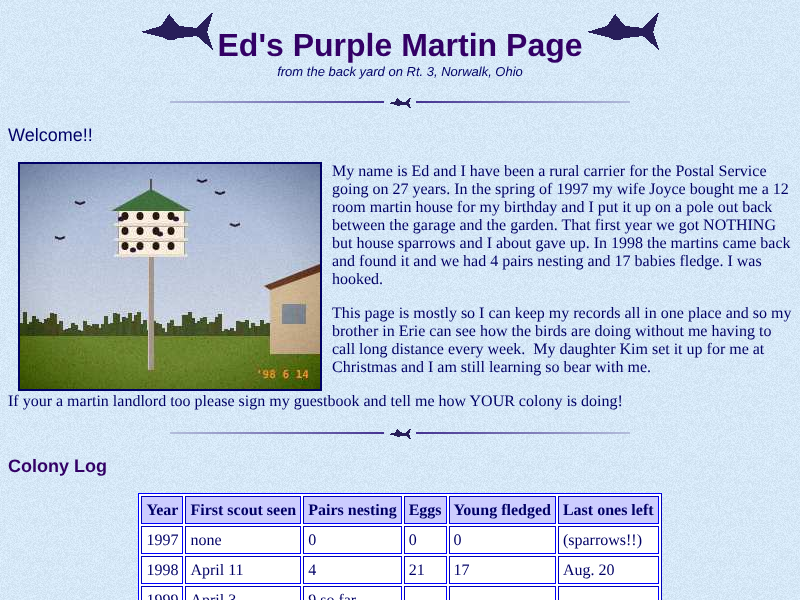 Ed's Purple Martin Page
from the back yard on Rt. 3, Norwalk, Ohio
Welcome!!
My name is Ed and I have been a rural carrier for the Postal Service
going on 27 years. In the spring of 1997 my wife Joyce bought me a 12
room martin house for my birthday and I put it up on a pole out back
between the garage and the garden. That first year we got NOTHING
but house sparrows and I about gave up. In 1998 the martins came back
and found it and we had 4 pairs nesting and 17 babies fledge. I was
hooked.
This page is mostly so I can keep my records all in one place and so my
brother in Erie can see how the birds are doing without me having to
call long distance every week.  My daughter Kim set it up for me at
Christmas and I am still learning so bear with me.
'98 6 14
If your a martin landlord too please sign my guestbook and tell me how YOUR colony is doing!
Colony Log
Year First scout seen Pairs nesting Eggs Young fledged Last ones left
1997 none 0 0 0 (sparrows!!)
1998 April 11 4 21 17 Aug. 20
1999 April 3 9 so far